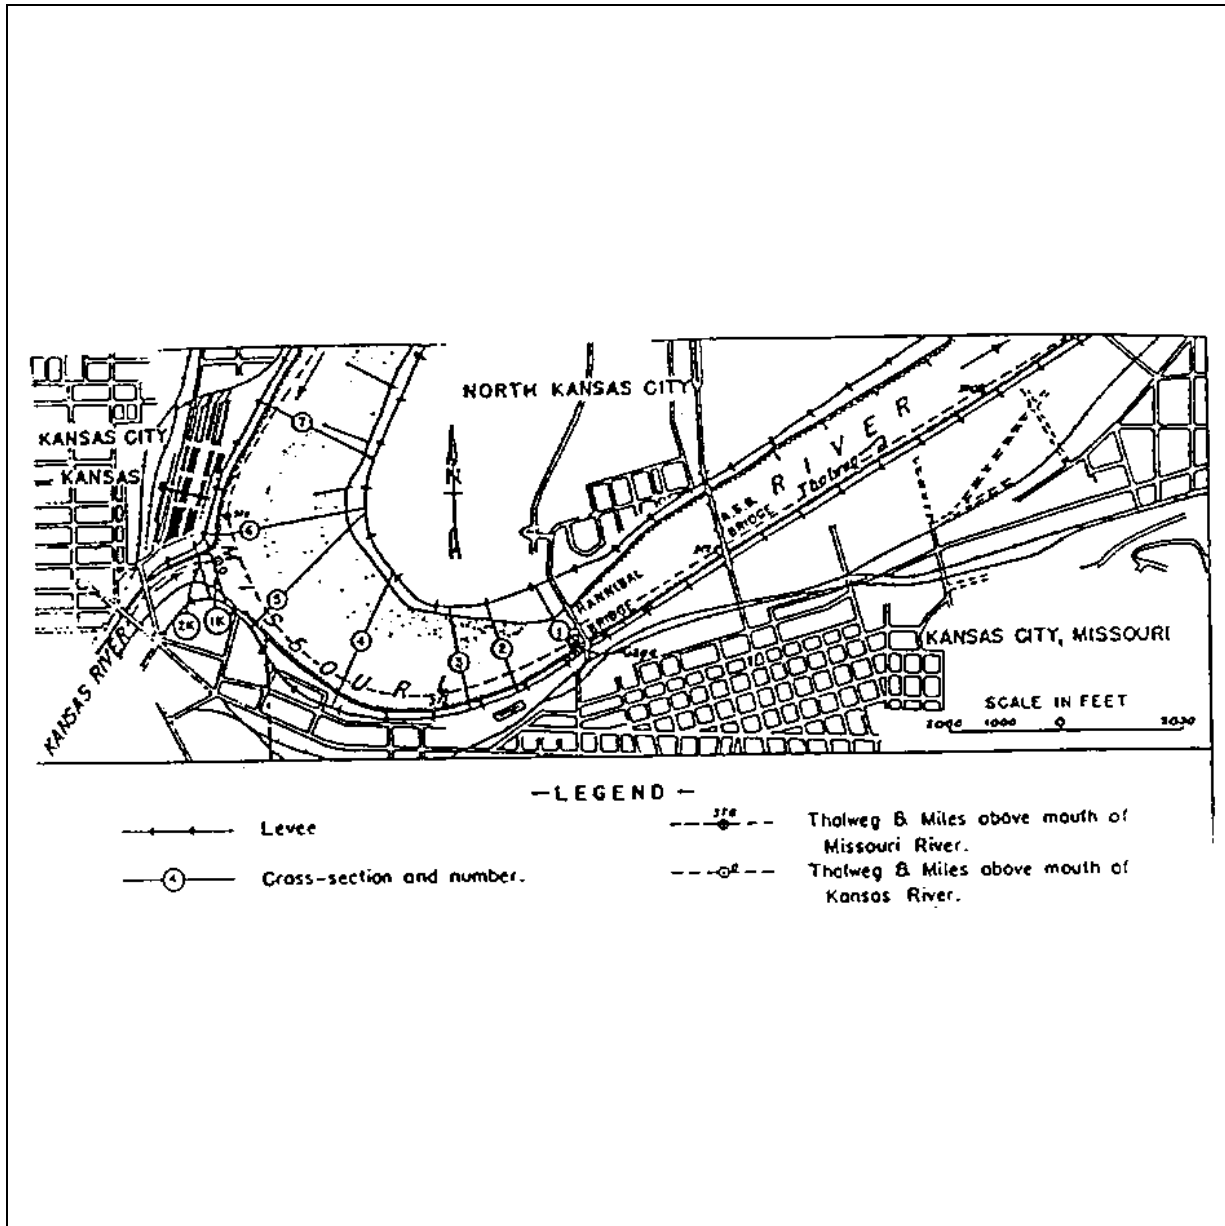 NORTH KANSAS CITY
KANSAS CITY
KANSAS
7
6
5
4
3
2
1
2K
1K
KANSAS RIVER
MISSOURI
RIVER
Thalweg
A.S.B.
BRIDGE
HANNIBAL
BRIDGE
N
KANSAS CITY, MISSOURI
SCALE IN FEET
2000 1000 0 2000
— LEGEND —
Levee
Thalweg & Miles above mouth of
Missouri River.
4
Cross-section and number.
Thalweg & Miles above mouth of
Kansas River.